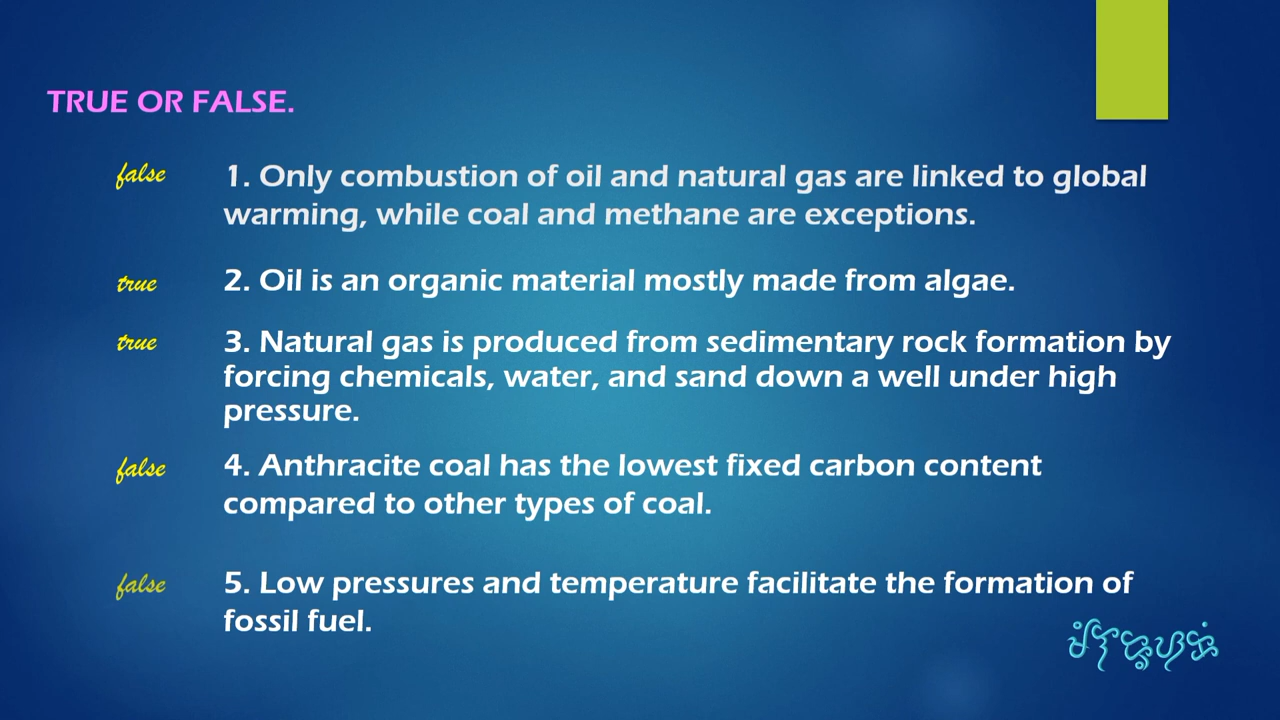 TRUE OR FALSE.
false
1. Only combustion of oil and natural gas are linked to global
warming, while coal and methane are exceptions.
true
2. Oil is an organic material mostly made from algae.
true
3. Natural gas is produced from sedimentary rock formation by
forcing chemicals, water, and sand down a well under high
pressure.
false
4. Anthracite coal has the lowest fixed carbon content
compared to other types of coal.
false
5. Low pressures and temperature facilitate the formation of
fossil fuel.